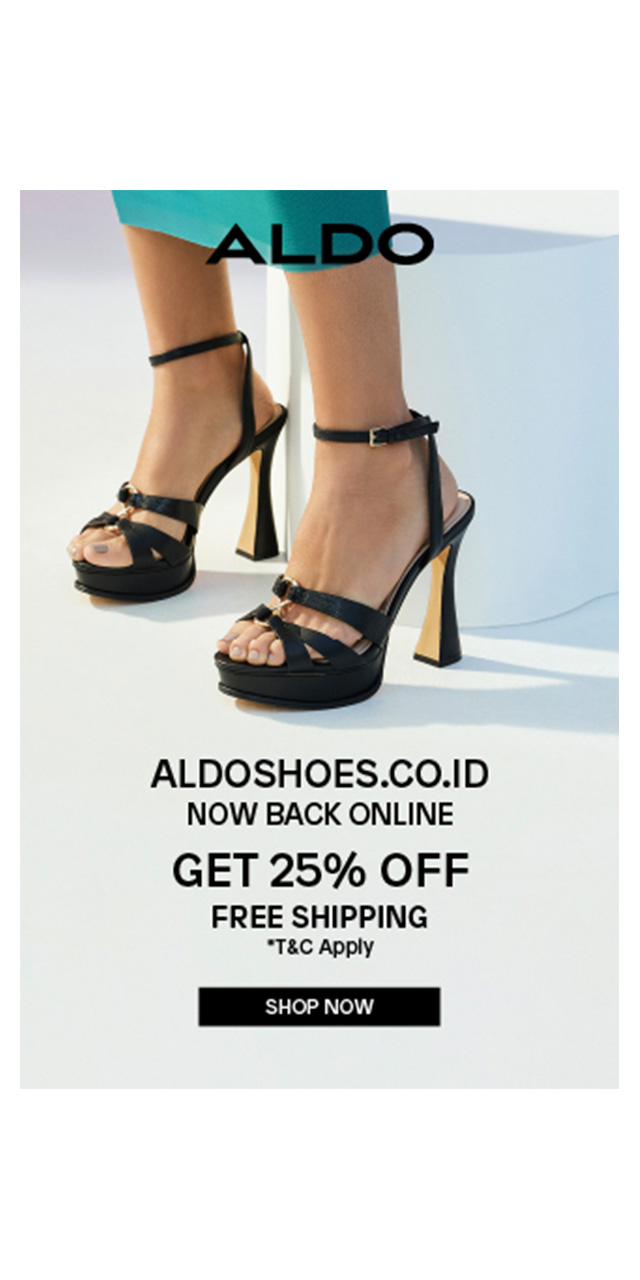 ALDO
ALDOSHOES.CO.ID
NOW BACK ONLINE
GET 25% OFF
FREE SHIPPING
*T&C Apply
SHOP NOW